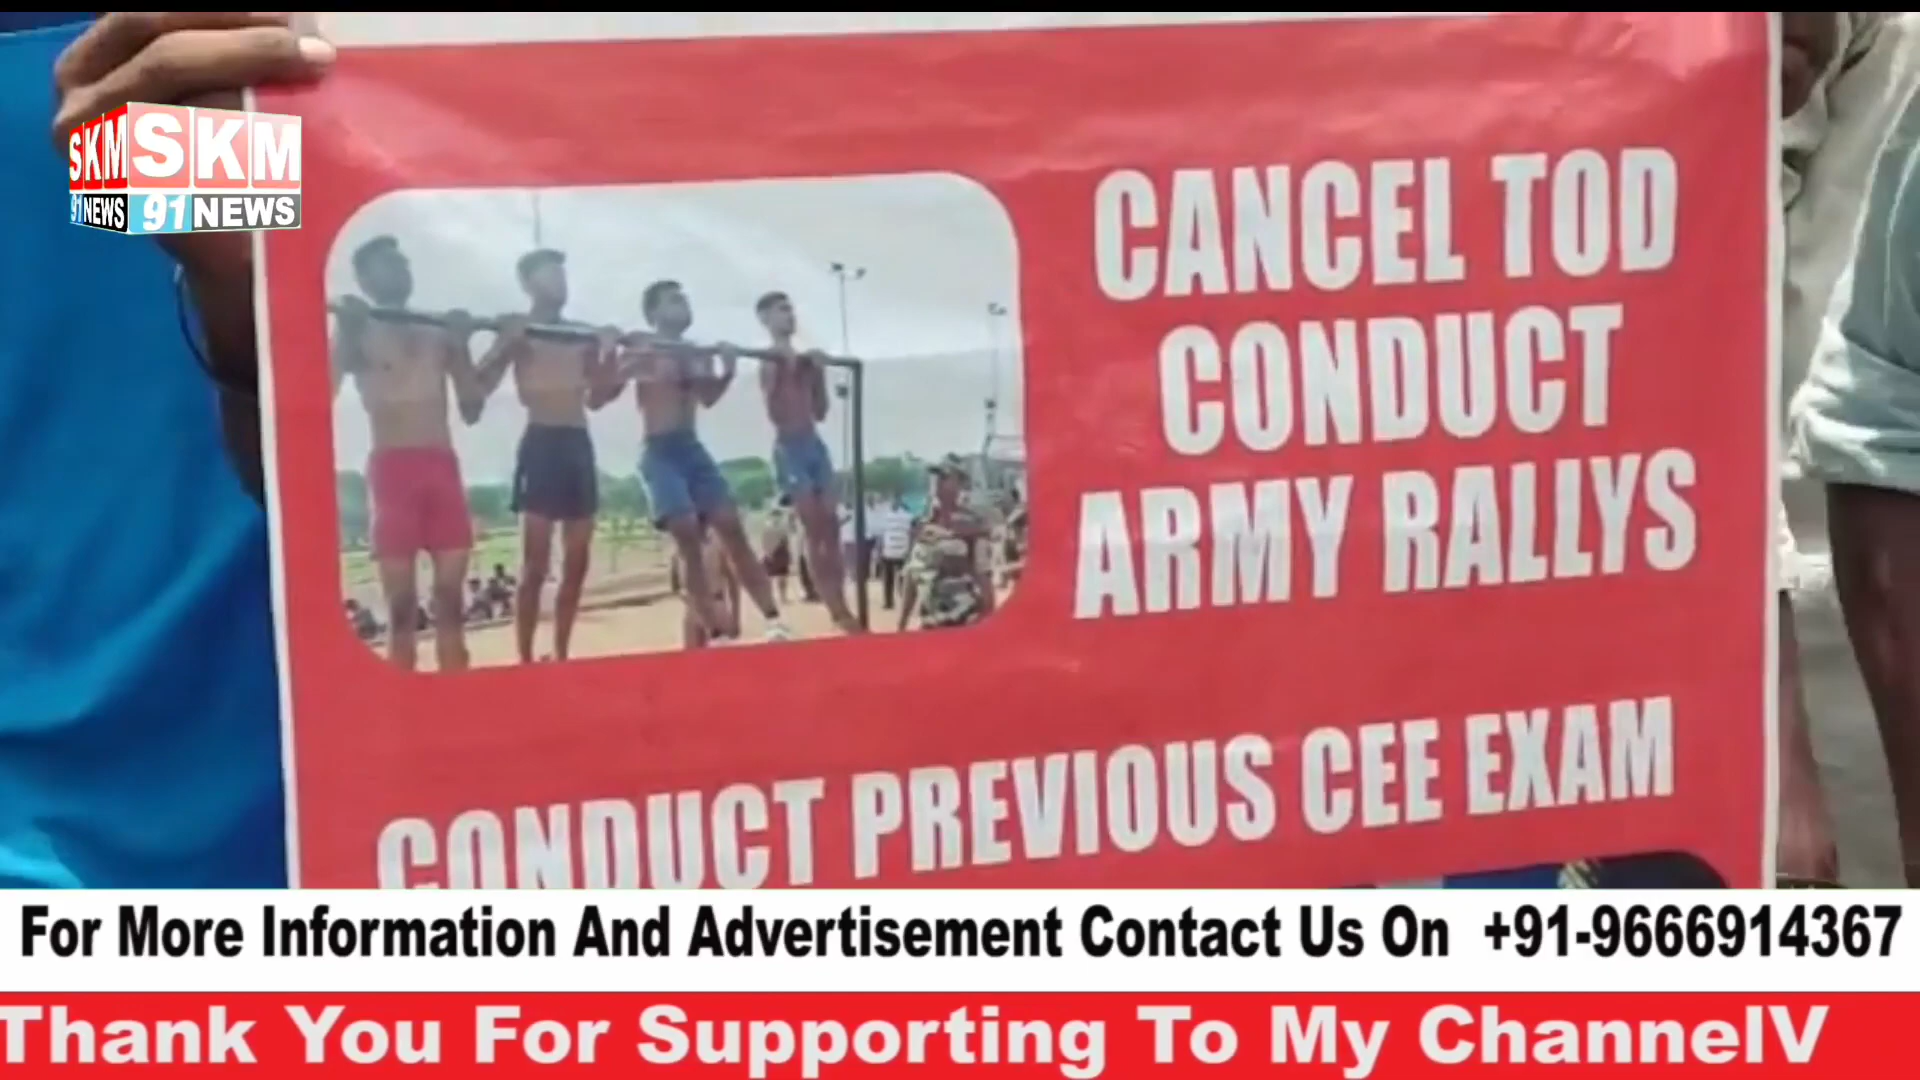 SKM SKM
91 NEWS 91 NEWS
CANCEL TOD
CONDUCT
ARMY RALLYS
CONDUCT PREVIOUS CEE EXAM
For More Information And Advertisement Contact Us On +91-9666914367
Thank You For Supporting To My ChannelV